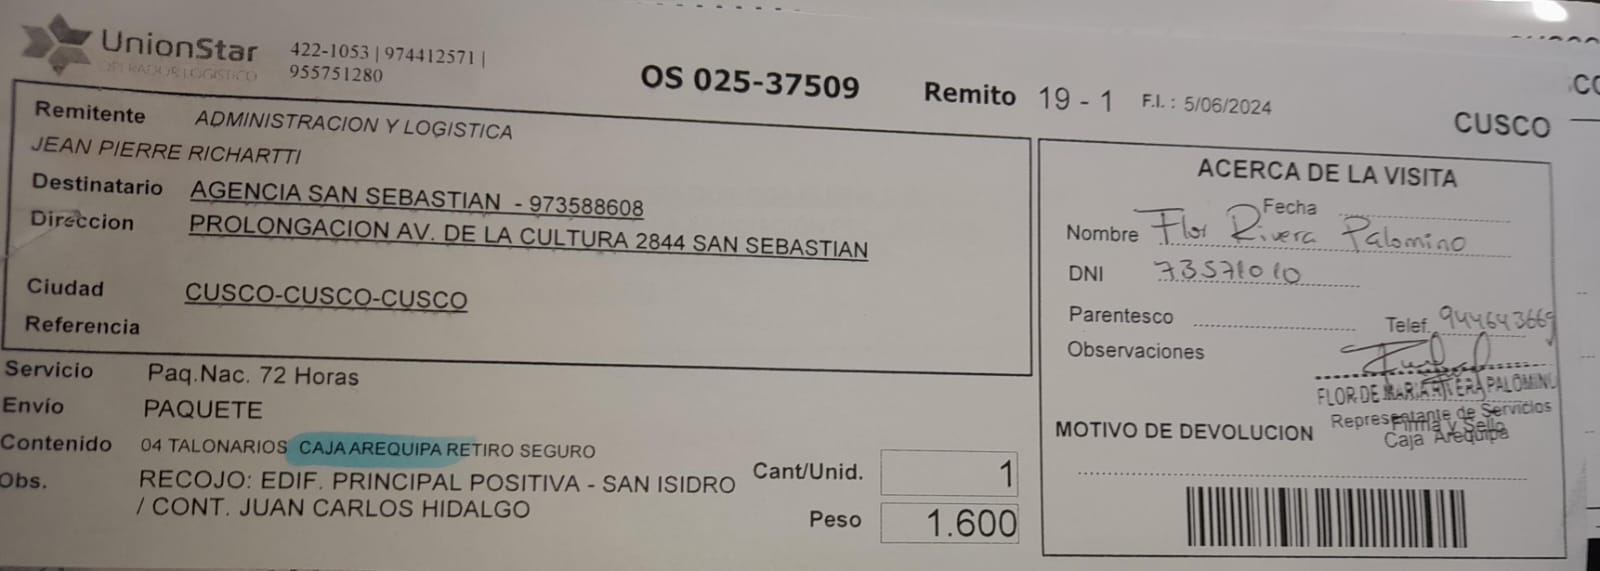 UnionStar
OPERADOR LOGISTICO
422-1053 | 974412571 |
955751280
OS 025-37509
Remito 19 - 1 F.I. : 5/06/2024
CUSCO
Remitente ADMINISTRACION Y LOGISTICA
JEAN PIERRE RICHARTTI
Destinatario AGENCIA SAN SEBASTIAN - 973588608
Direccion PROLONGACION AV. DE LA CULTURA 2844 SAN SEBASTIAN
Ciudad CUSCO-CUSCO-CUSCO
Referencia
Servicio Paq.Nac. 72 Horas
Envío PAQUETE
Contenido 04 TALONARIOS CAJA AREQUIPA RETIRO SEGURO
Obs. RECOJO: EDIF. PRINCIPAL POSITIVA - SAN ISIDRO
/ CONT. JUAN CARLOS HIDALGO
Cant/Unid. 1
Peso 1.600
ACERCA DE LA VISITA
Fecha
Nombre Flor Rivera Palomino
DNI 73571010
Parentesco
Telef. 944643669
Observaciones
FLOR DE MARIA RIVERA PALOMINO
Representante de Servicios
Firma y Sello
Caja Arequipa
MOTIVO DE DEVOLUCION